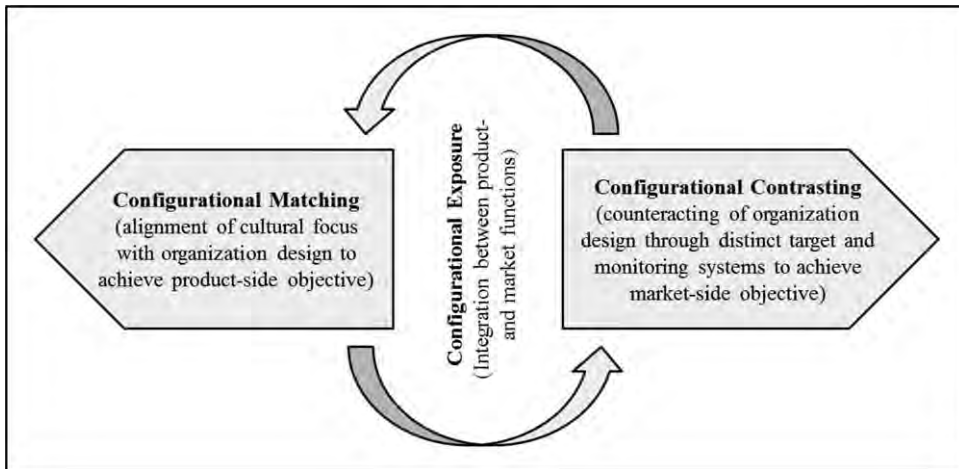 Configurational Matching
(alignment of cultural focus
with organization design to
achieve product-side objective)
Configurational Exposure
(Integration between product-
and market functions)
Configurational Contrasting
(counteracting of organization
design through distinct target and
monitoring systems to achieve
market-side objective)